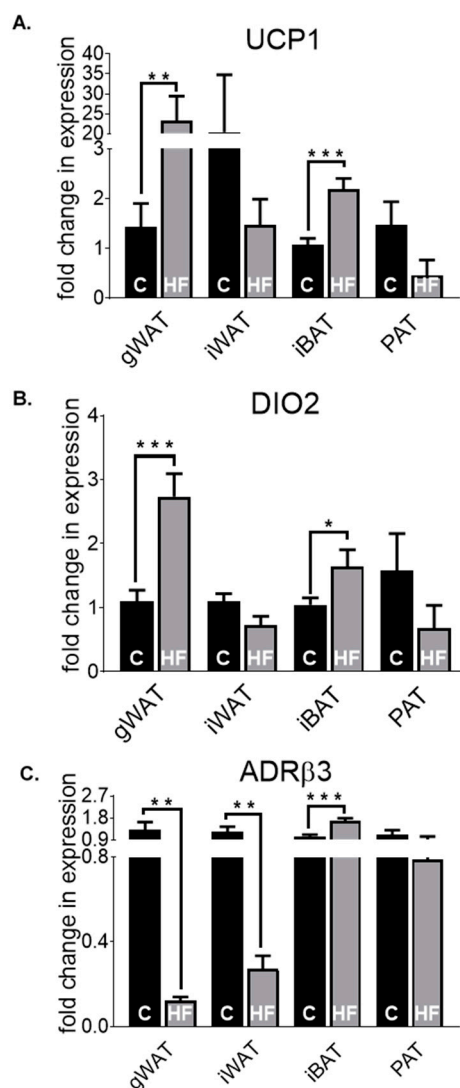 A.
UCP1
fold change in expression
40
35
30
25
20
3
2
1
0
**
***
C HF C HF C HF C HF
gWAT iWAT iBAT PAT
B.
DIO2
fold change in expression
4
3
2
1
0
***
*
C HF C HF C HF C HF
gWAT iWAT iBAT PAT
C.
ADRβ3
fold change in expression
2.7
1.8
0.9
0.8
0.4
0.0
**
**
***
C HF C HF C HF C HF
gWAT iWAT iBAT PAT